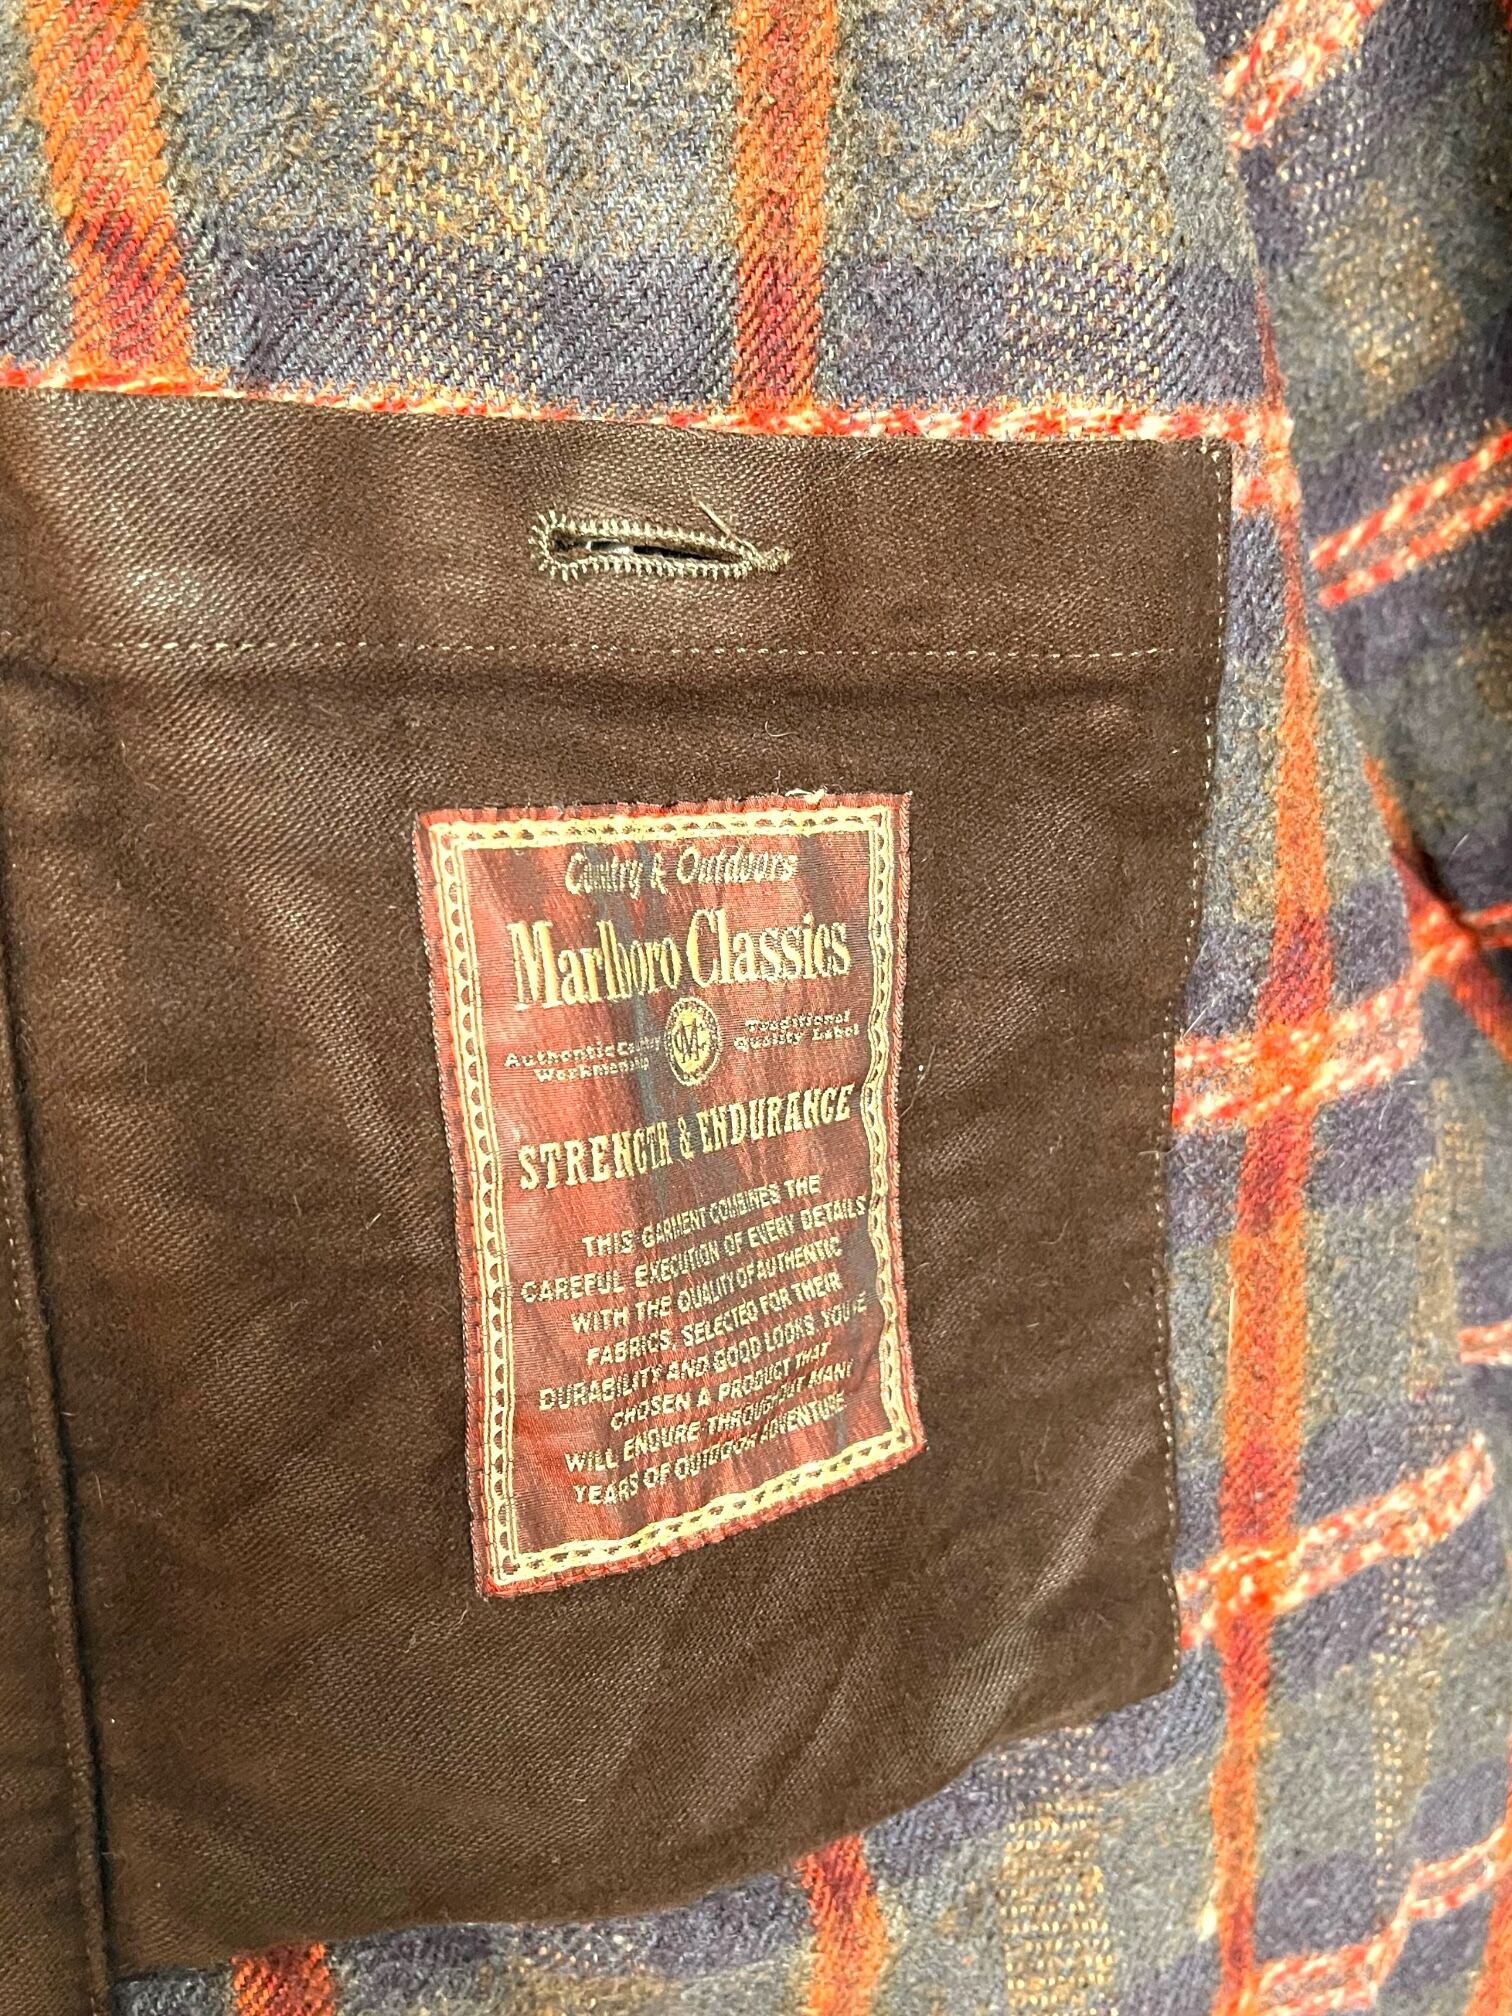 Country & Outdoors
Marlboro Classics
Authentic Country Workmanship
M
Traditional Quality Label
STRENGTH & ENDURANCE
THIS GARMENT COMBINES THE
CAREFUL EXECUTION OF EVERY DETAILS
WITH THE QUALITY OF AUTHENTIC
FABRICS SELECTED FOR THEIR
DURABILITY AND GOOD LOOKS YOU'VE
CHOSEN A PRODUCT THAT
WILL ENDURE THROUGHOUT MANY
YEARS OF OUTDOOR ADVENTURE